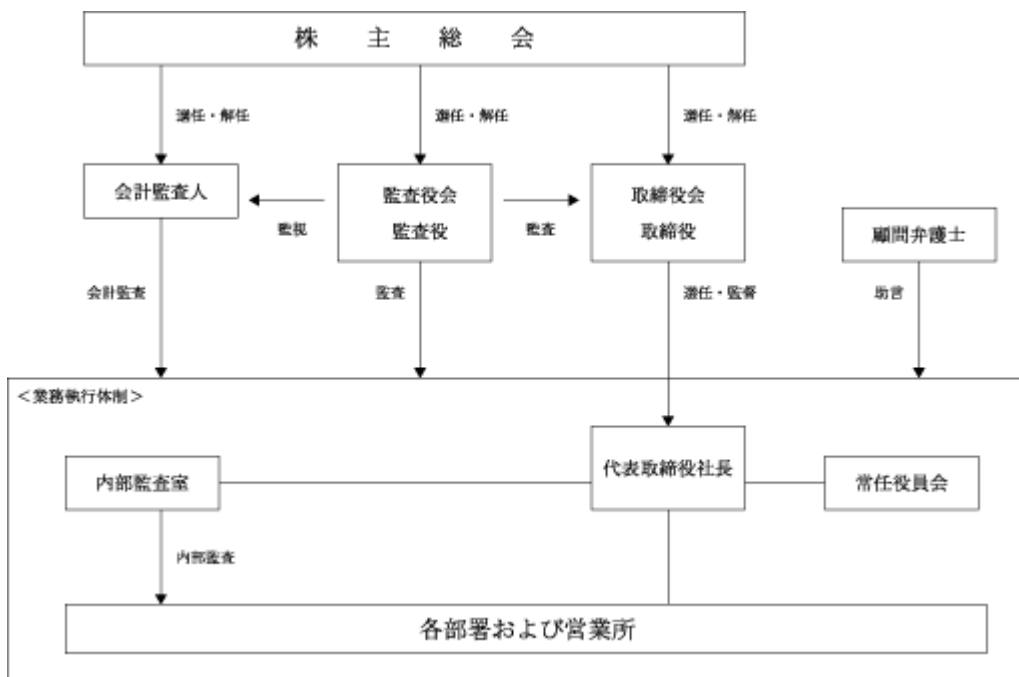 株主総会
選任・解任
選任・解任
選任・解任
会計監査人
監視
監査役会
監査役
監査
取締役会
取締役
顧問弁護士
会計監査
監査
選任・監督
助言
<業務執行体制>
内部監査室
代表取締役社長
常任役員会
内部監査
各部署および営業所